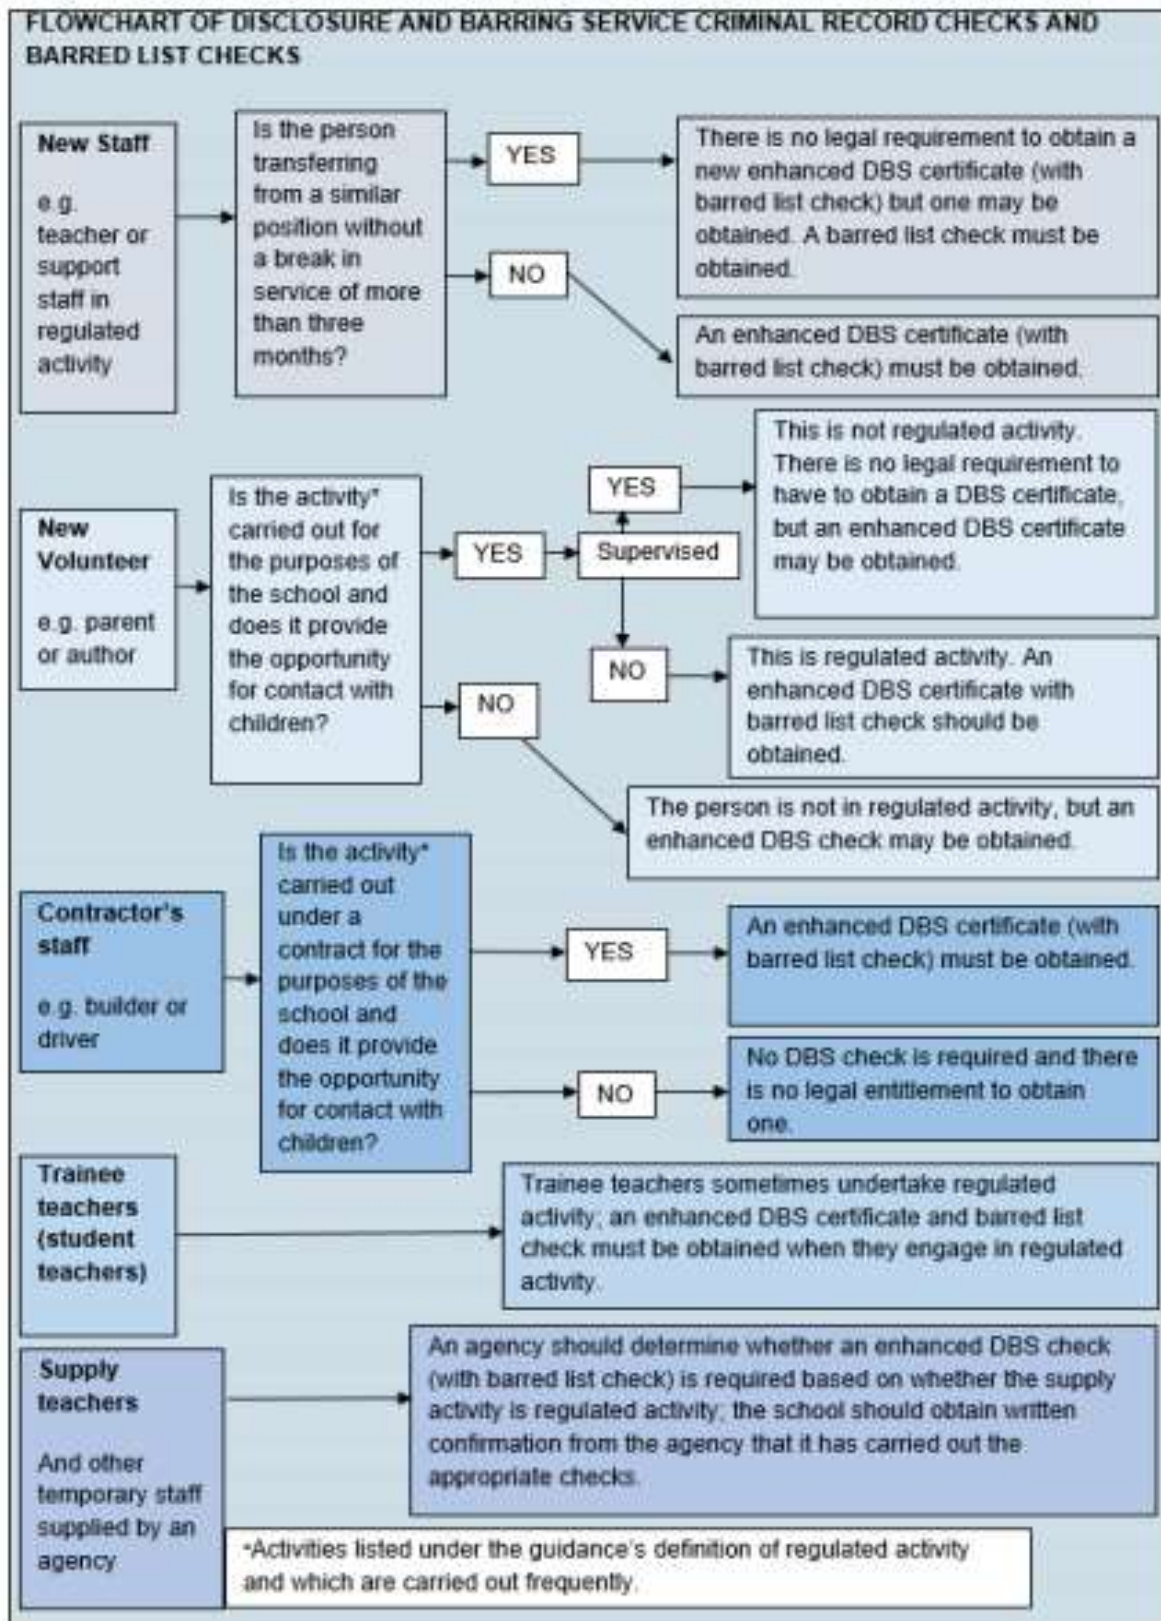 FLOWCHART OF DISCLOSURE AND BARRING SERVICE CRIMINAL RECORD CHECKS AND
BARRED LIST CHECKS
New Staff
e.g.
teacher or
support
staff in
regulated
activity
Is the person
transferring
from a similar
position without
a break in
service of more
than three
months?
YES
There is no legal requirement to obtain a
new enhanced DBS certificate (with
barred list check) but one may be
obtained. A barred list check must be
obtained.
NO
An enhanced DBS certificate (with
barred list check) must be obtained.
New
Volunteer
e.g. parent
or author
Is the activity*
carried out for
the purposes of
the school and
does it provide
the opportunity
for contact with
children?
YES
Supervised
YES
This is not regulated activity.
There is no legal requirement to
have to obtain a DBS certificate,
but an enhanced DBS certificate
may be obtained.
NO
This is regulated activity. An
enhanced DBS certificate with
barred list check should be
obtained.
NO
The person is not in regulated activity, but an
enhanced DBS check may be obtained.
Contractor's
staff
e.g. builder or
driver
Is the activity*
carried out
under a
contract for the
purposes of the
school and
does it provide
the opportunity
for contact with
children?
YES
An enhanced DBS certificate (with
barred list check) must be obtained.
NO
No DBS check is required and there
is no legal entitlement to obtain
one.
Trainee
teachers
(student
teachers)
Trainee teachers sometimes undertake regulated
activity; an enhanced DBS certificate and barred list
check must be obtained when they engage in regulated
activity.
Supply
teachers
And other
temporary staff
supplied by an
agency
An agency should determine whether an enhanced DBS check
(with barred list check) is required based on whether the supply
activity is regulated activity; the school should obtain written
confirmation from the agency that it has carried out the
appropriate checks.
*Activities listed under the guidance's definition of regulated activity
and which are carried out frequently.